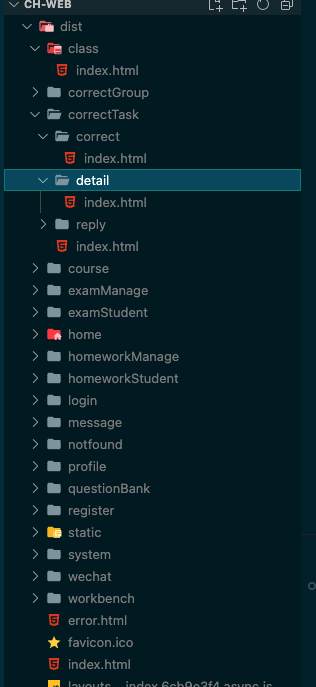 CH-WEB
dist
class
index.html
correctGroup
correctTask
correct
index.html
detail
index.html
reply
index.html
course
examManage
examStudent
home
homeworkManage
homeworkStudent
login
message
notfound
profile
questionBank
register
static
system
wechat
workbench
error.html
favicon.ico
index.html